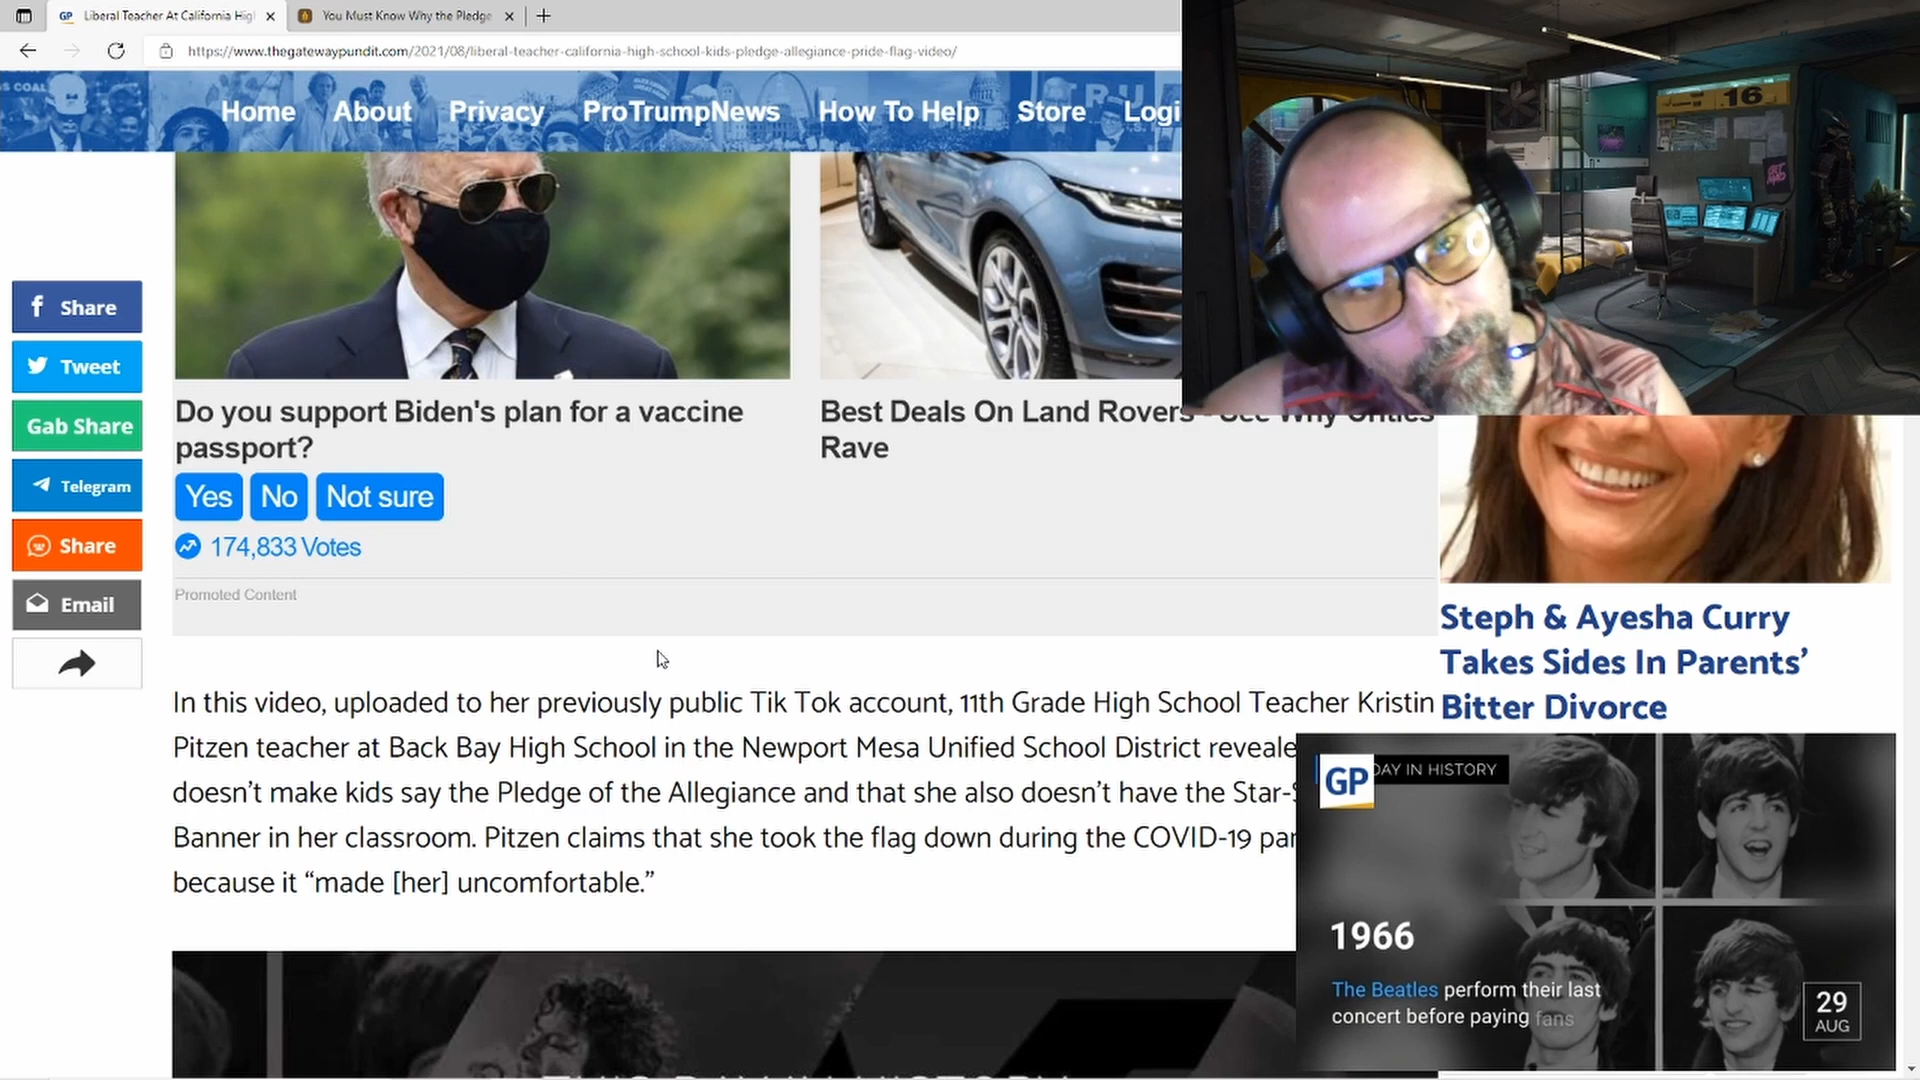 GP Liberal Teacher At California Hig
You Must Know Why the Pledge
https://www.thegatewaypundit.com/2021/08/liberal-teacher-california-high-school-kids-pledge-allegiance-pride-flag-video/
Home About Privacy ProTrumpNews How To Help Store Logi
16
Share
Tweet
Gab Share
Telegram
Share
Email
Do you support Biden's plan for a vaccine
passport?
Yes No Not sure
174,833 Votes
Best Deals On Land Rovers - See Why Critics
Rave
Promoted Content
Steph & Ayesha Curry
Takes Sides In Parents'
Bitter Divorce
In this video, uploaded to her previously public Tik Tok account, 11th Grade High School Teacher Kristin
Pitzen teacher at Back Bay High School in the Newport Mesa Unified School District reveale
doesn't make kids say the Pledge of the Allegiance and that she also doesn't have the Star-S
Banner in her classroom. Pitzen claims that she took the flag down during the COVID-19 pan
because it “made [her] uncomfortable.”
GP DAY IN HISTORY
1966
The Beatles perform their last
concert before paying fans
29
AUG